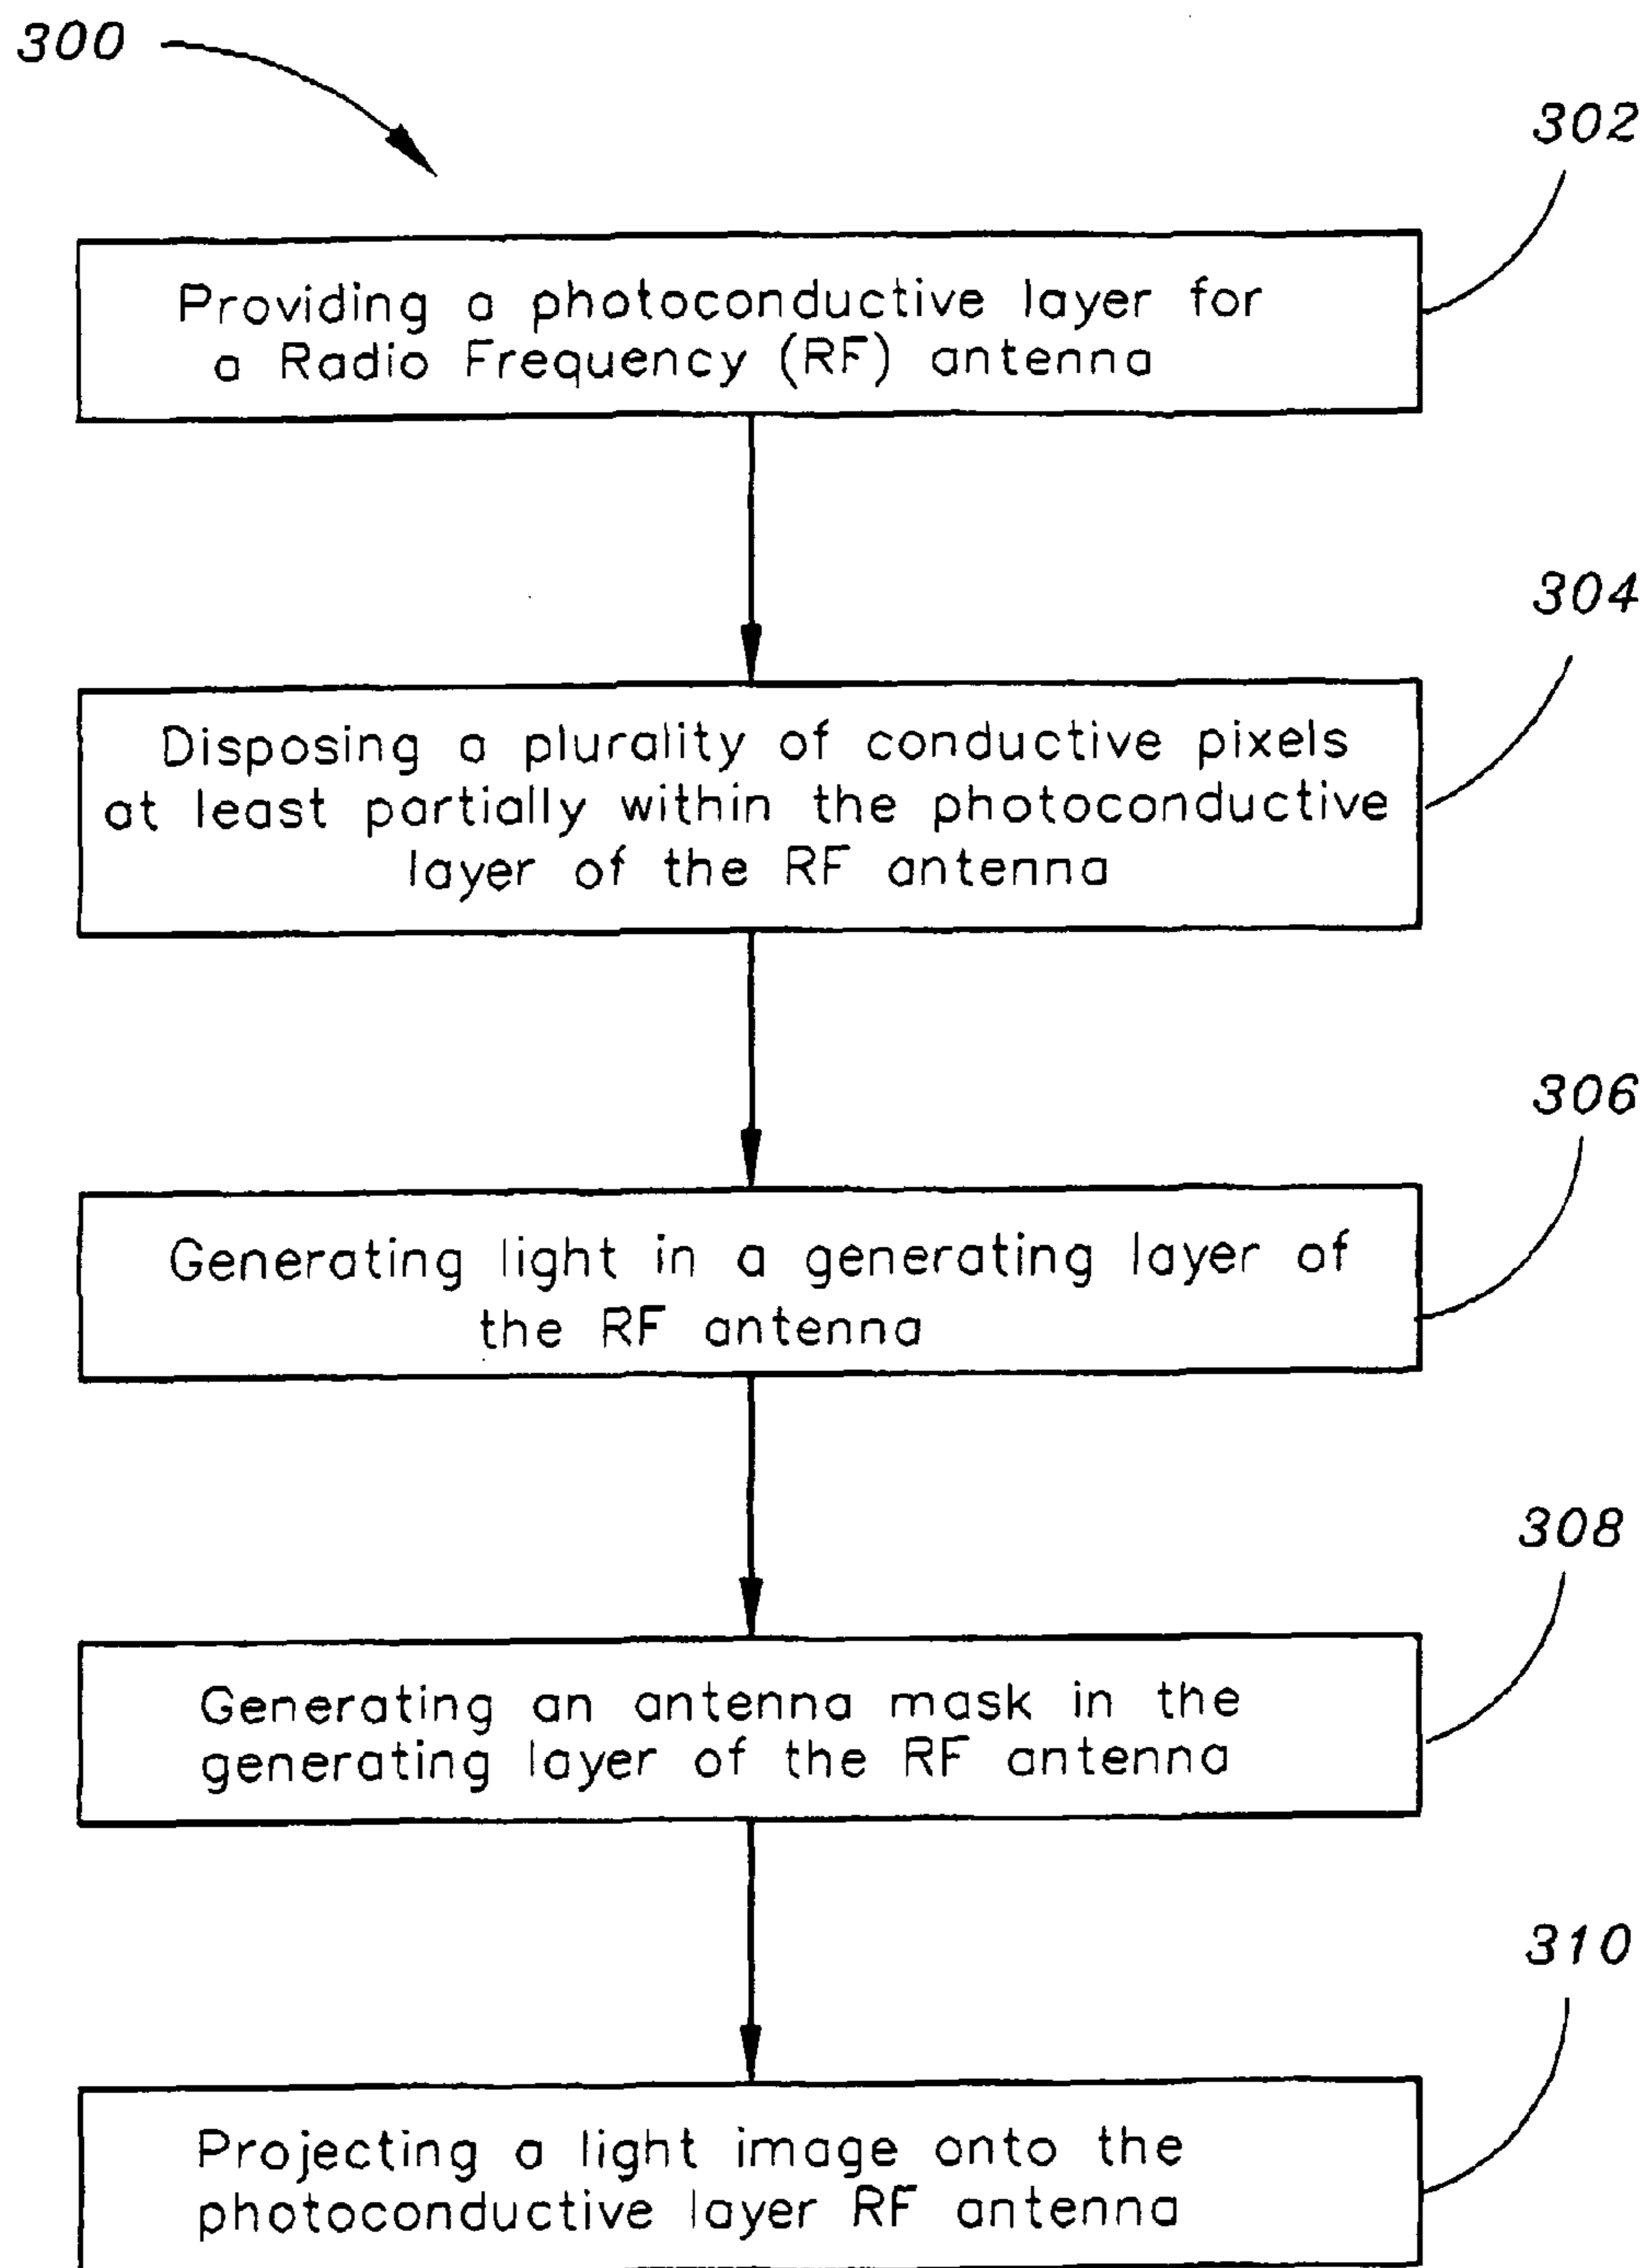 300
302
Providing a photoconductive layer for
a Radio Frequency (RF) antenna
304
Disposing a plurality of conductive pixels
at least partially within the photoconductive
layer of the RF antenna
306
Generating light in a generating layer of
the RF antenna
308
Generating an antenna mask in the
generating layer of the RF antenna
310
Projecting a light image onto the
photoconductive layer RF antenna